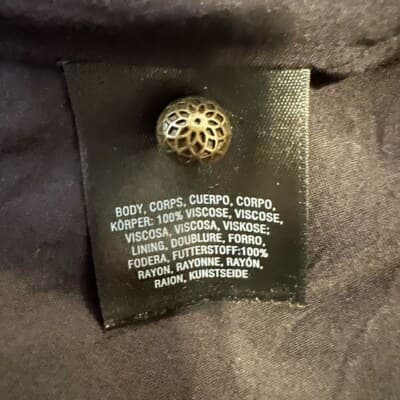 BODY, CORPS, CUERPO, CORPO,
KÖRPER: 100% VISCOSE, VISCOSE,
VISCOSA, VISCOSA, VISKOSE;
LINING, DOUBLURE, FORRO,
FODERA, FUTTERSTOFF:100%
RAYON, RAYONNE, RAYÓN,
RAION, KUNSTSEIDE